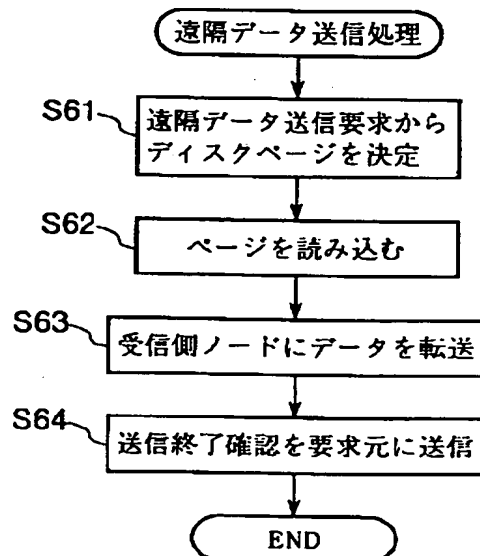 遠隔データ送信処理
S61
遠隔データ送信要求から
ディスクページを決定
S62
ページを読み込む
S63
受信側ノードにデータを転送
S64
送信終了確認を要求元に送信
END